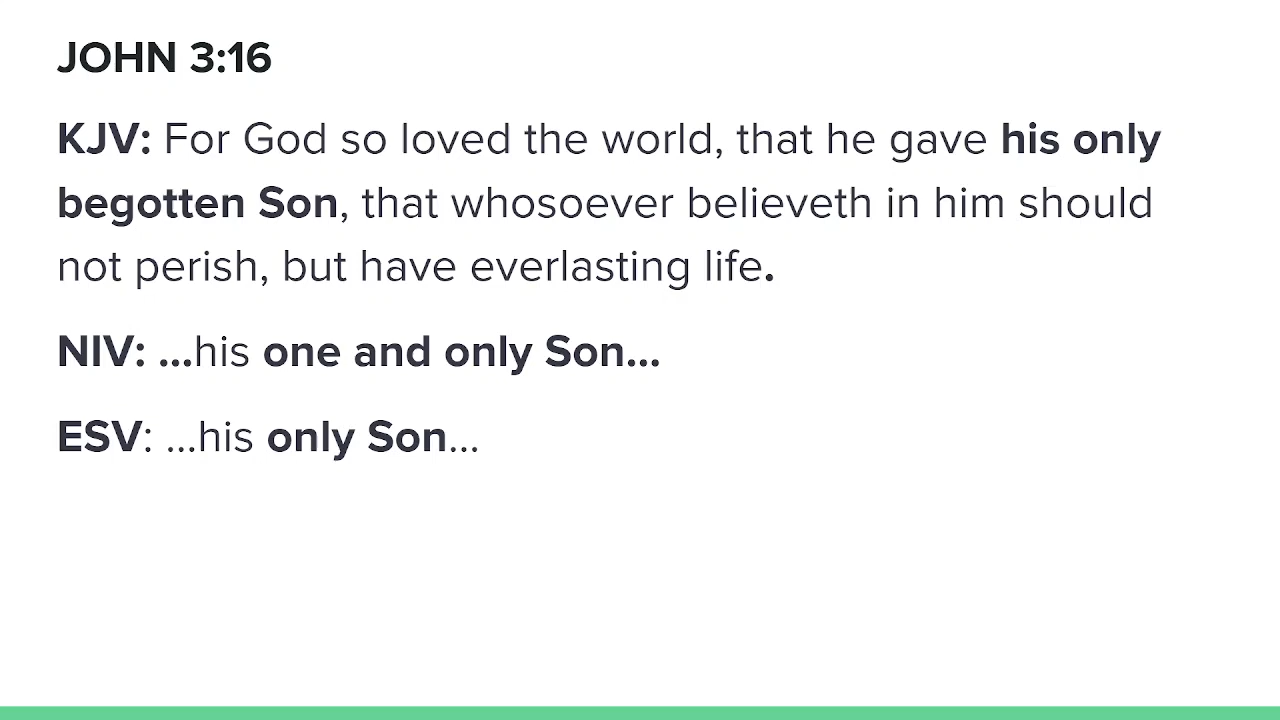 JOHN 3:16
KJV: For God so loved the world, that he gave his only
begotten Son, that whosoever believeth in him should
not perish, but have everlasting life.
NIV: ...his one and only Son...
ESV: ...his only Son...